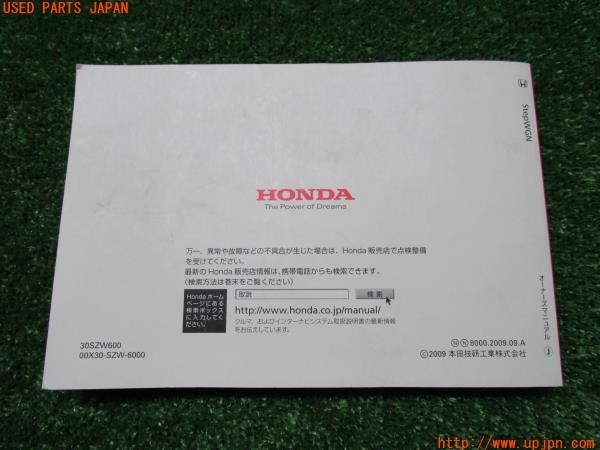 USED PARTS JAPAN
StepWGN
オーナーズマニュアル
HONDA
The Power of Dreams
万一、異常や故障などの不具合が生じた場合は、Honda 販売店で点検整備
を受けてください。
最新の Honda 販売店情報は、携帯電話からも検索できます。
(検索方法は巻末をご覧ください)
Honda ホーム
ページにある
検索ボックス
に入力してく
ださい。
取説
検 索
http://www.honda.co.jp/manual/
クルマ、およびインターナビシステム取扱説明書の最新情報
をお伝えしています。
30SZW600
00X30-SZW-6000
ⓃⓃ8000.2009.09.A
Ⓒ2009 本田技研工業株式会社
http://www.upjpn.com/